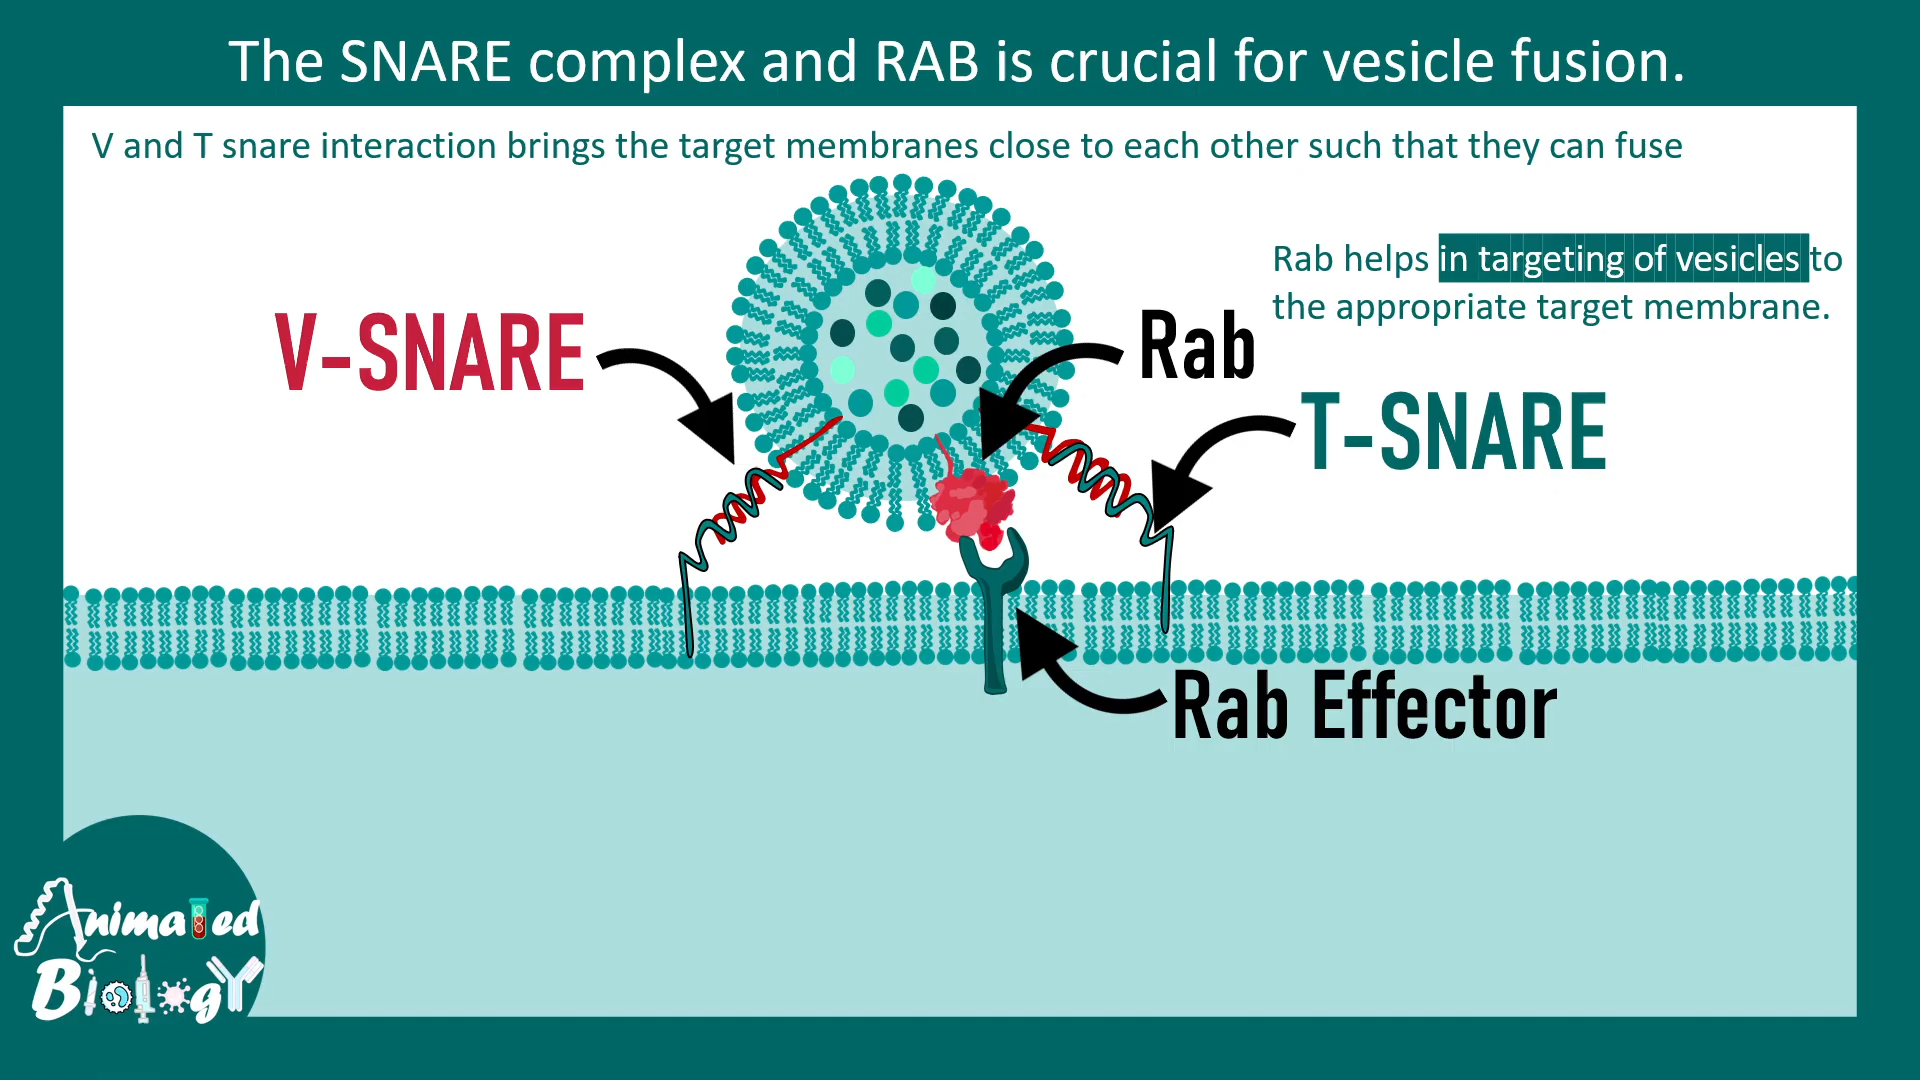 The SNARE complex and RAB is crucial for vesicle fusion.
V and T snare interaction brings the target membranes close to each other such that they can fuse
Rab helps in targeting of vesicles to
the appropriate target membrane.
V-SNARE
Rab
T-SNARE
Rab Effector
Animated
Biology